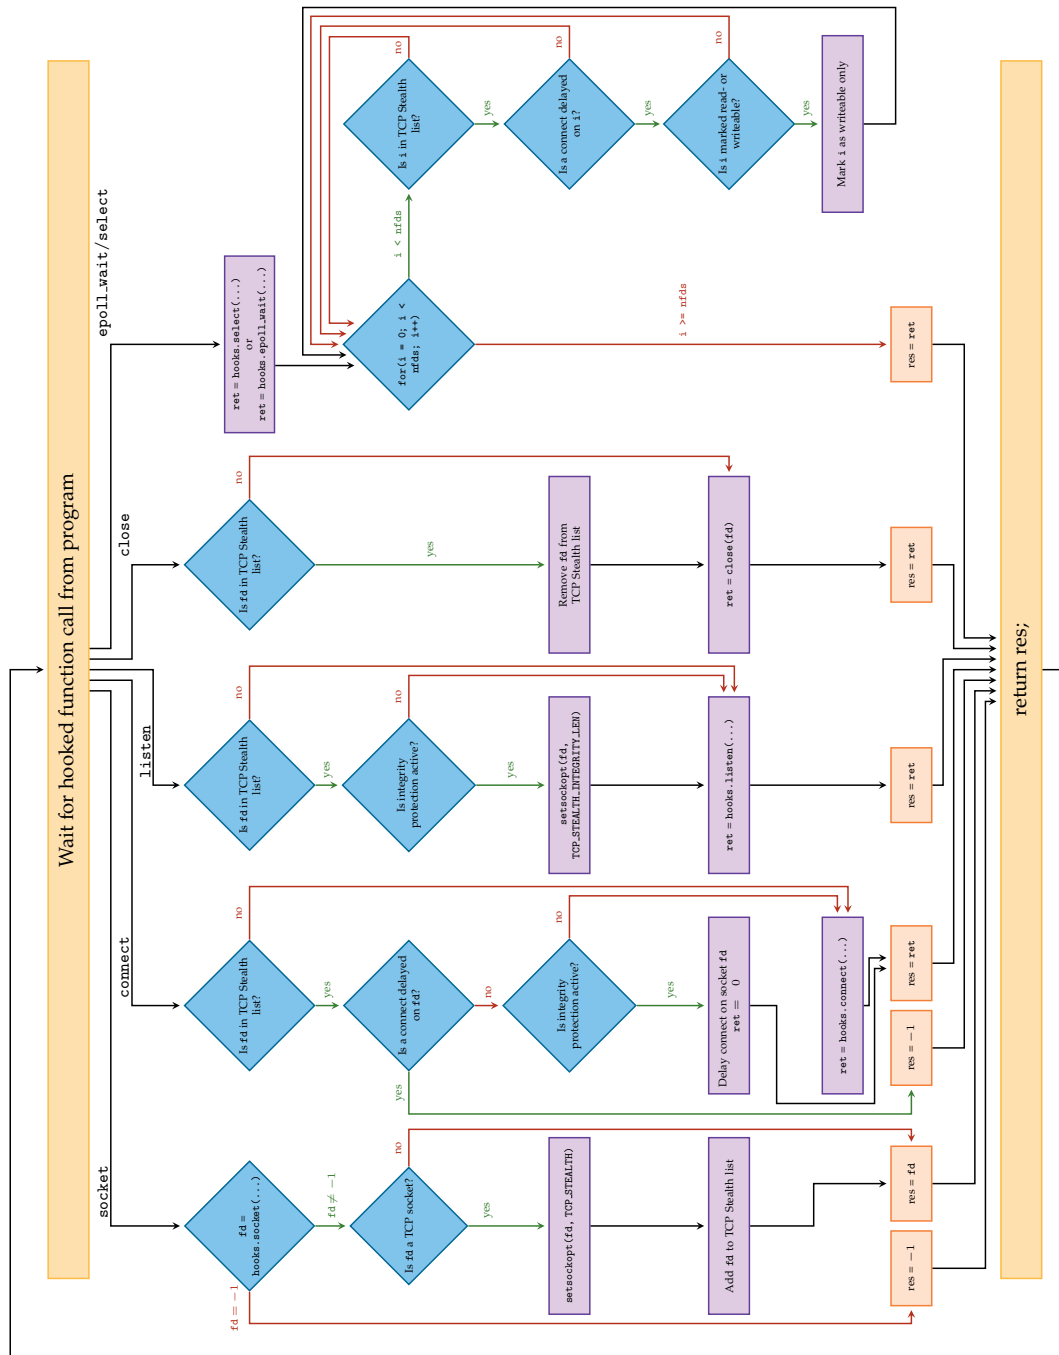 Wait for hooked function call from program
socket
connect
listen
close
epoll_wait/select
fd =
hooks.socket(...)
fd = −1
fd ≠ −1
Is fd a TCP socket?
no
yes
setsockopt(fd, TCP_STEALTH)
Add fd to TCP Stealth list
res = −1
res = fd
Is fd in TCP Stealth
list?
no
yes
Is a connect delayed
on fd?
yes
no
Is integrity
protection active?
no
yes
Delay connect on socket fd
ret = 0
ret = hooks.connect(...)
res = −1
res = ret
Is fd in TCP Stealth
list?
no
yes
Is integrity
protection active?
no
yes
setsockopt(fd,
TCP_STEALTH_INTEGRITY_LEN)
ret = hooks.listen(...)
res = ret
Is fd in TCP Stealth
list?
no
yes
Remove fd from
TCP Stealth list
ret = close(fd)
res = ret
ret = hooks.select(...)
or
ret = hooks.epoll_wait(...)
for(i = 0; i <
nfds; i++)
i < nfds
i >= nfds
Is i in TCP Stealth
list?
no
yes
Is a connect delayed
on i?
no
yes
Is i marked read- or
writeable?
no
yes
Mark i as writeable only
res = ret
return res;